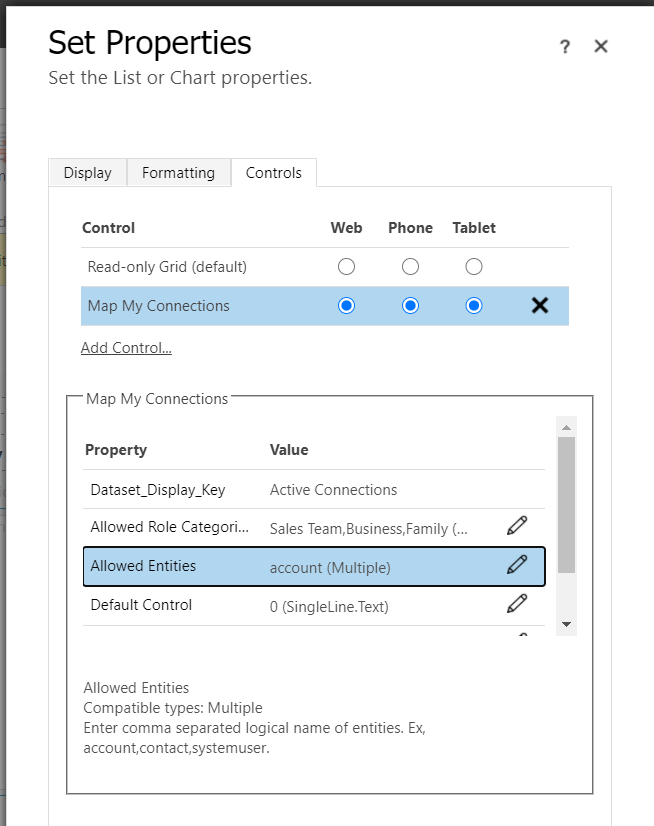 Set Properties
?
Set the List or Chart properties.
Display Formatting Controls
Control Web Phone Tablet
Read-only Grid (default)
Map My Connections
Add Control...
Map My Connections
Property Value
Dataset_Display_Key Active Connections
Allowed Role Categori... Sales Team,Business,Family (...
Allowed Entities account (Multiple)
Default Control 0 (SingleLine.Text)
Allowed Entities
Compatible types: Multiple
Enter comma separated logical name of entities. Ex,
account,contact,systemuser.